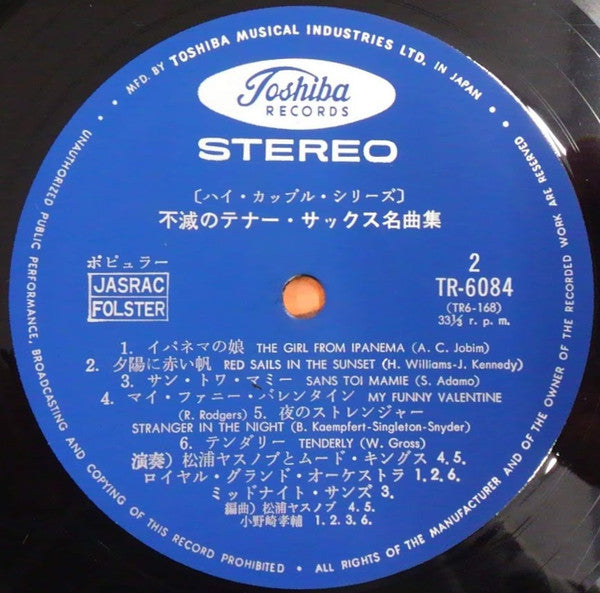 MFD. BY TOSHIBA MUSICAL INDUSTRIES LTD. IN JAPAN • ALL RIGHTS OF THE MANUFACTURER AND OF THE OWNER OF THE RECORDED WORK ARE RESERVED • UNAUTHORIZED PUBLIC PERFORMANCE, BROADCASTING AND COPYING OF THIS RECORD PROHIBITED •
Toshiba
RECORDS
STEREO
〔ハイ・カップル・シリーズ〕
不滅のテナー・サックス名曲集
ポピュラー
JASRAC
FOLSTER
2
TR-6084
(TR6-168)
33⅓ r. p. m.
1. イパネマの娘 THE GIRL FROM IPANEMA (A. C. Jobim)
2. 夕陽に赤い帆 RED SAILS IN THE SUNSET (H. Williams-J. Kennedy)
3. サン・トワ・マミー SANS TOI MAMIE (S. Adamo)
4. マイ・ファニー・バレンタイン MY FUNNY VALENTINE
(R. Rodgers) 5. 夜のストレンジャー
STRANGER IN THE NIGHT (B. Kaempfert-Singleton-Snyder)
6. テンダリー TENDERLY (W. Gross)
演奏) 松浦ヤスノブとムード・キングス 4.5.
ロイヤル・グランド・オーケストラ 1.2.6.
ミッドナイト・サンズ 3.
編曲) 松浦ヤスノブ 4.5.
小野崎孝輔 1.2.3.6.